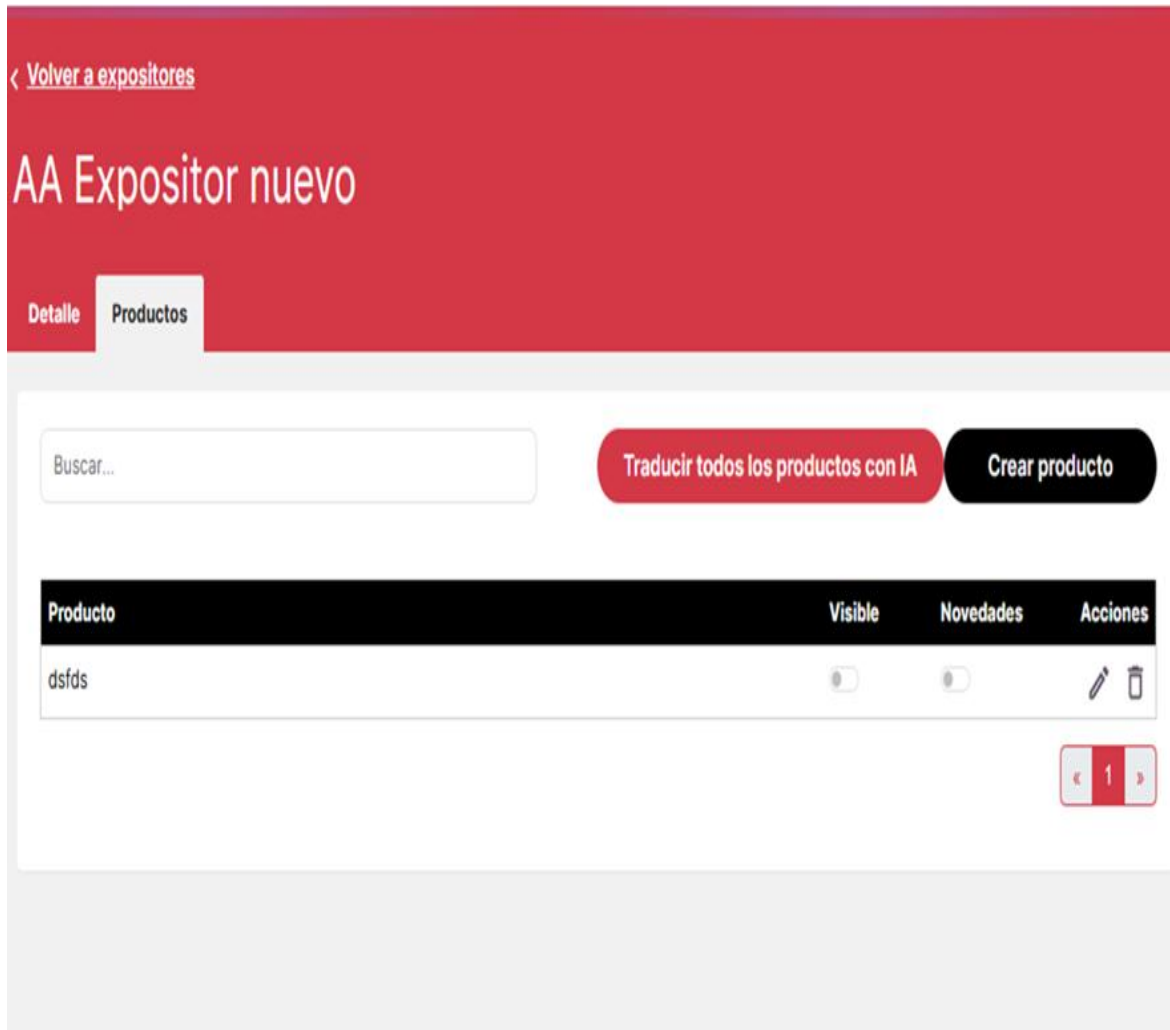 ‹ Volver a expositores
AA Expositor nuevo
Detalle Productos
Buscar... Traducir todos los productos con IA Crear producto
Producto Visible Novedades Acciones
dsfds
« 1 »